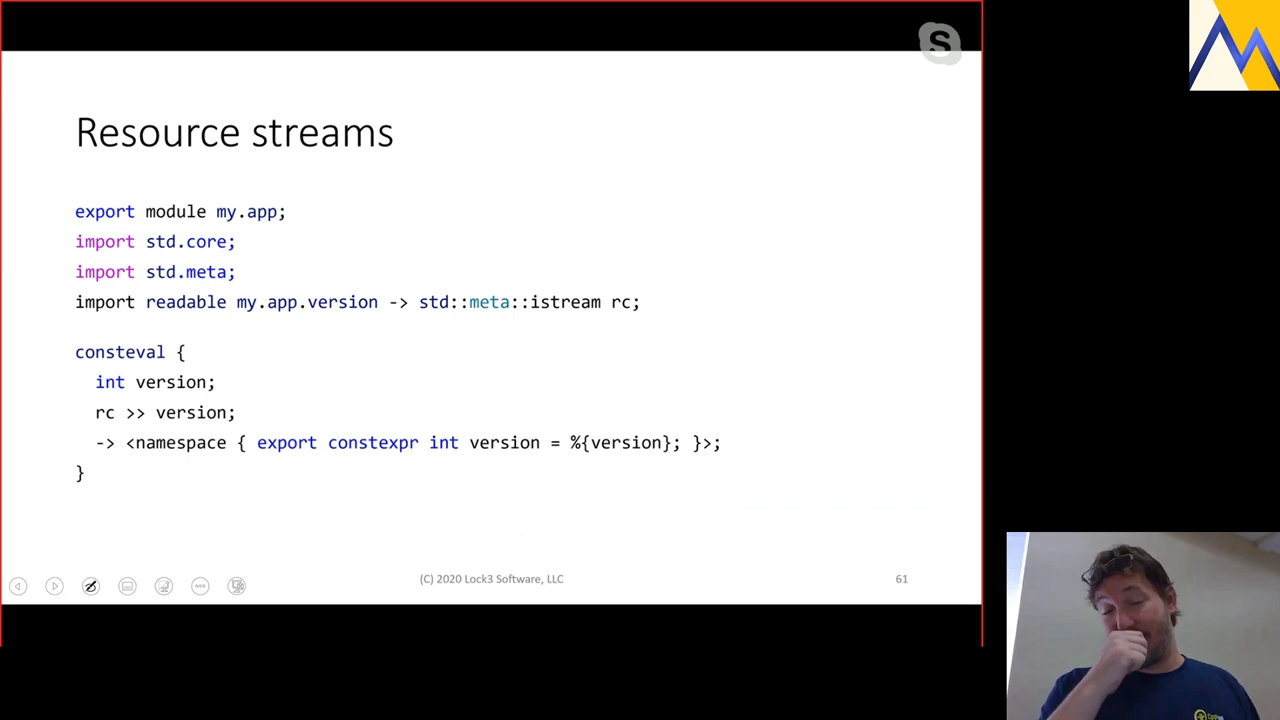 S
Resource streams
export module my.app;
import std.core;
import std.meta;
import readable my.app.version -> std::meta::istream rc;
consteval {
int version;
rc >> version;
-> <namespace { export constexpr int version = %{version}; }>;
}
(C) 2020 Lock3 Software, LLC
61